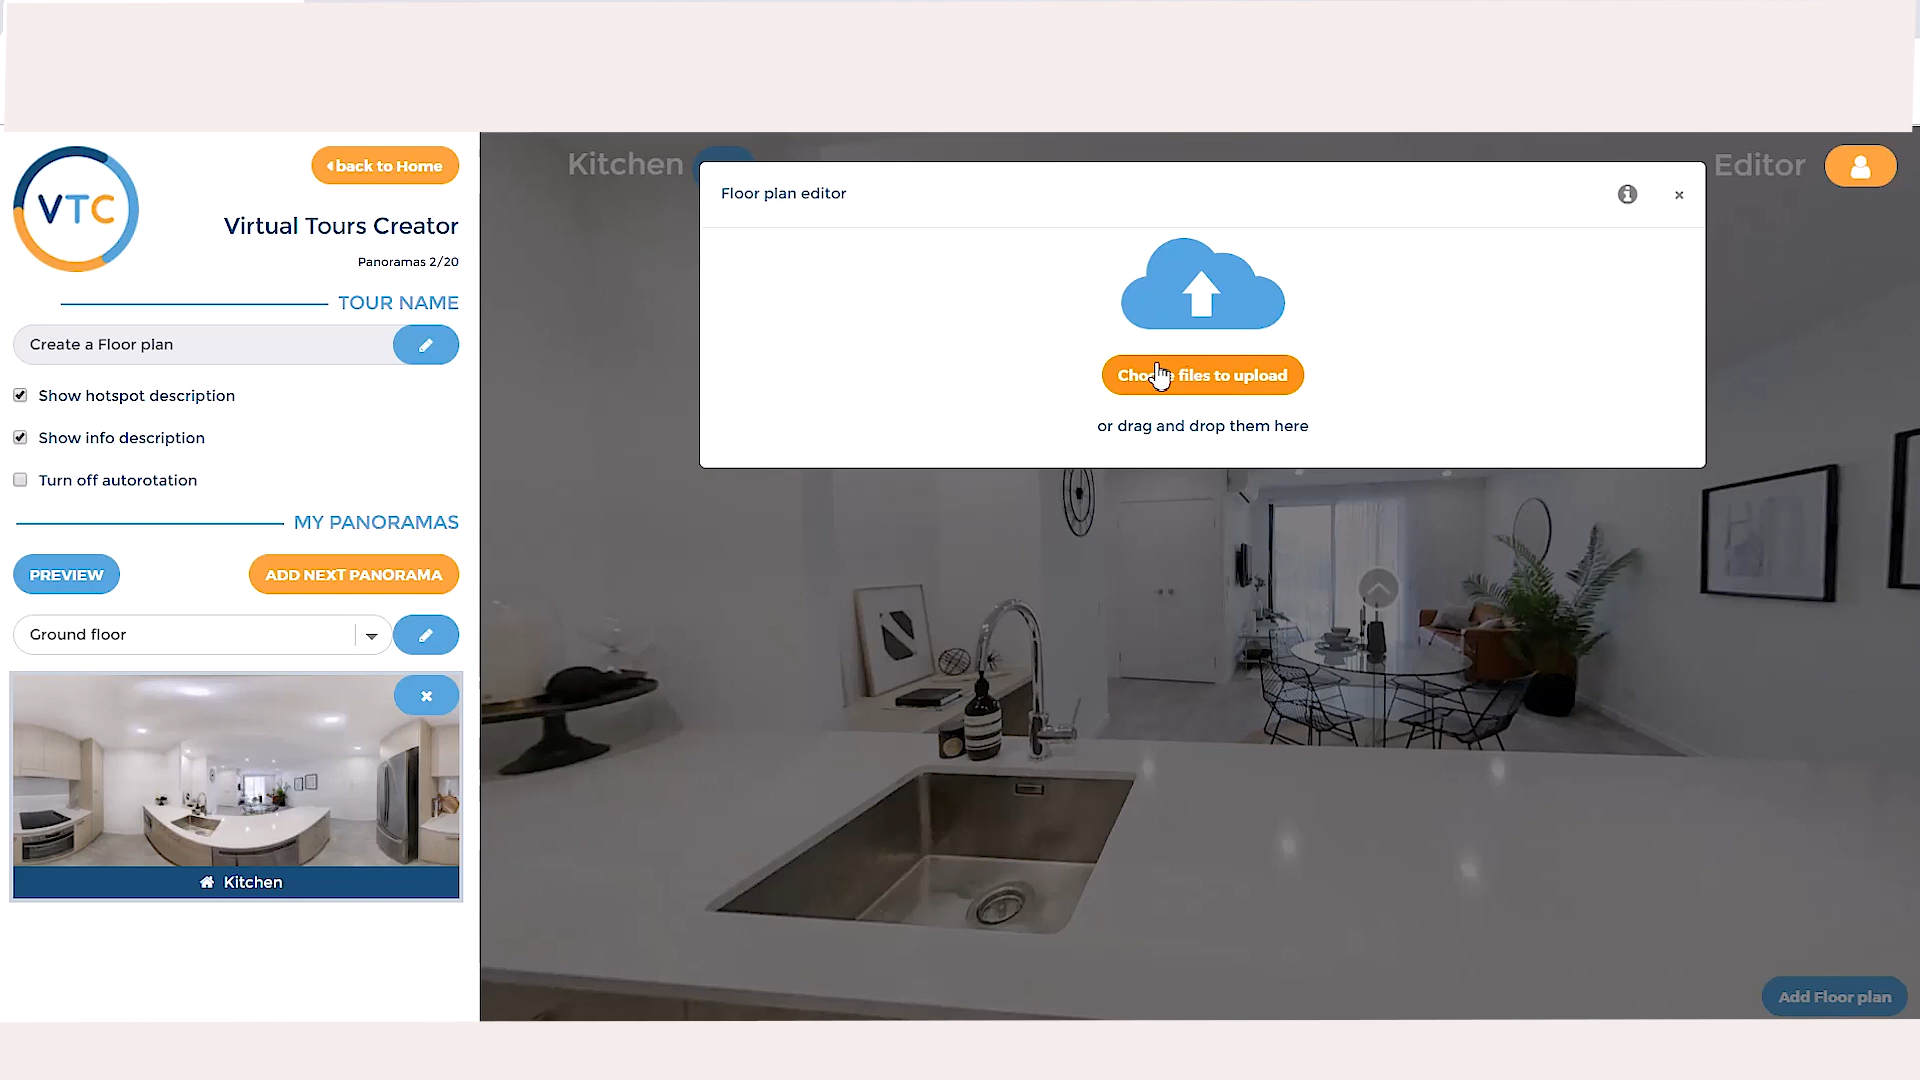 Kitchen
Editor
VTC
back to Home
Virtual Tours Creator
Panoramas 2/20
TOUR NAME
Create a Floor plan
Show hotspot description
Show info description
Turn off autorotation
MY PANORAMAS
PREVIEW
ADD NEXT PANORAMA
Ground floor
Kitchen
Floor plan editor
Choose files to upload
or drag and drop them here
Add Floor plan